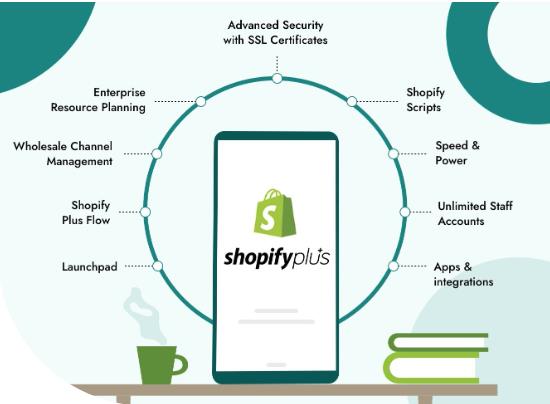 Advanced Security
with SSL Certificates
Enterprise
Resource Planning
Shopify
Scripts
Wholesale Channel
Management
Speed &
Power
Shopify
Plus Flow
Unlimited Staff
Accounts
Launchpad
Apps &
integrations
S
shopifyplus